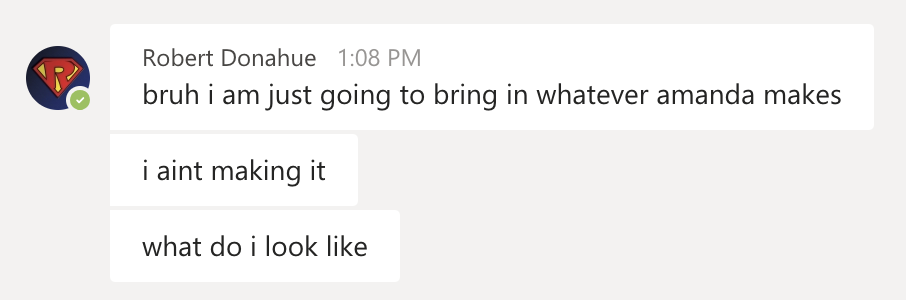 Robert Donahue 1:08 PM
bruh i am just going to bring in whatever amanda makes
i aint making it
what do i look like